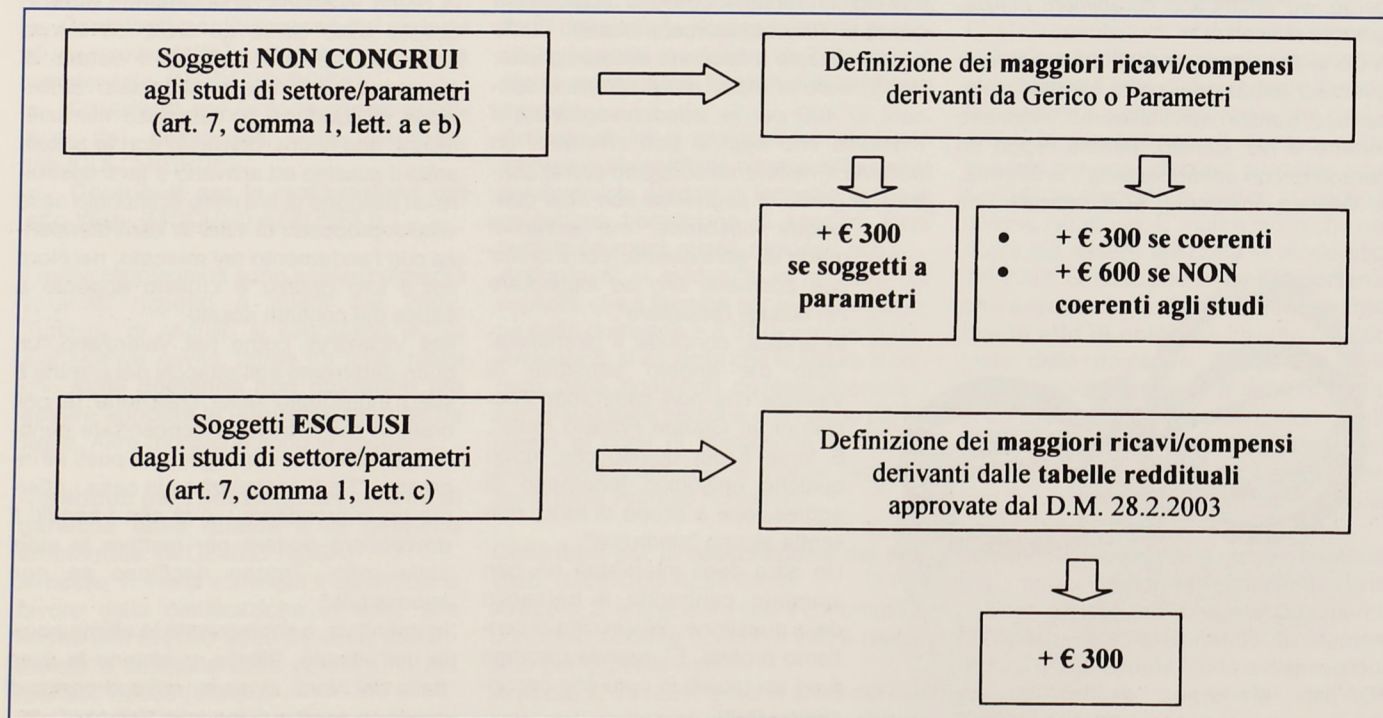 Soggetti NON CONGRUI
agli studi di settore/parametri
(art. 7, comma 1, lett. a e b)
Definizione dei maggiori ricavi/compensi
derivanti da Gerico o Parametri
+ € 300
se soggetti a
parametri
• + € 300 se coerenti
• + € 600 se NON
coerenti agli studi
Soggetti ESCLUSI
dagli studi di settore/parametri
(art. 7, comma 1, lett. c)
Definizione dei maggiori ricavi/compensi
derivanti dalle tabelle reddituali
approvate dal D.M. 28.2.2003
+ € 300